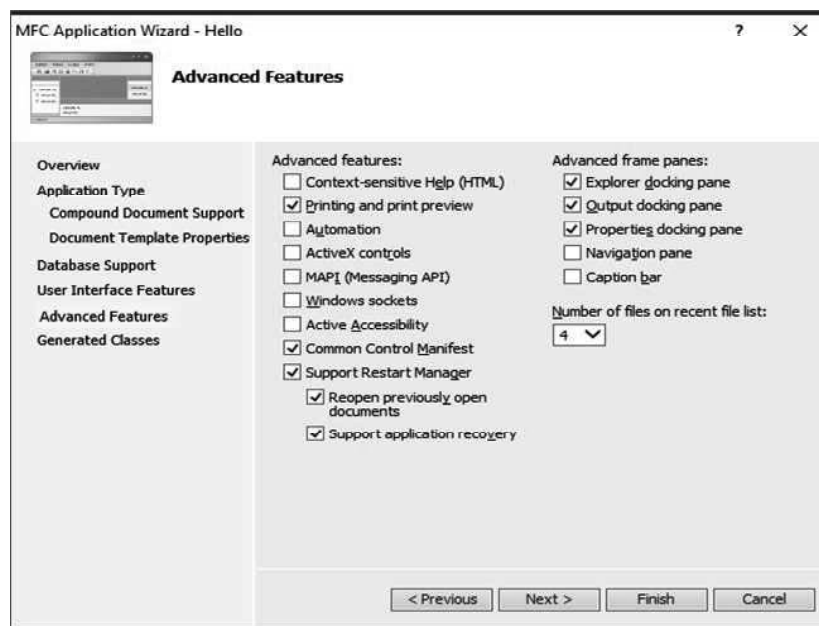 MFC Application Wizard - Hello
?
Advanced Features
Overview
Application Type
Compound Document Support
Document Template Properties
Database Support
User Interface Features
Advanced Features
Generated Classes
Advanced features:
Context-sensitive Help (HTML)
Printing and print preview
Automation
ActiveX controls
MAPI (Messaging API)
Windows sockets
Active Accessibility
Common Control Manifest
Support Restart Manager
Reopen previously open
documents
Support application recovery
Advanced frame panes:
Explorer docking pane
Output docking pane
Properties docking pane
Navigation pane
Caption bar
Number of files on recent file list:
4
< Previous
Next >
Finish
Cancel